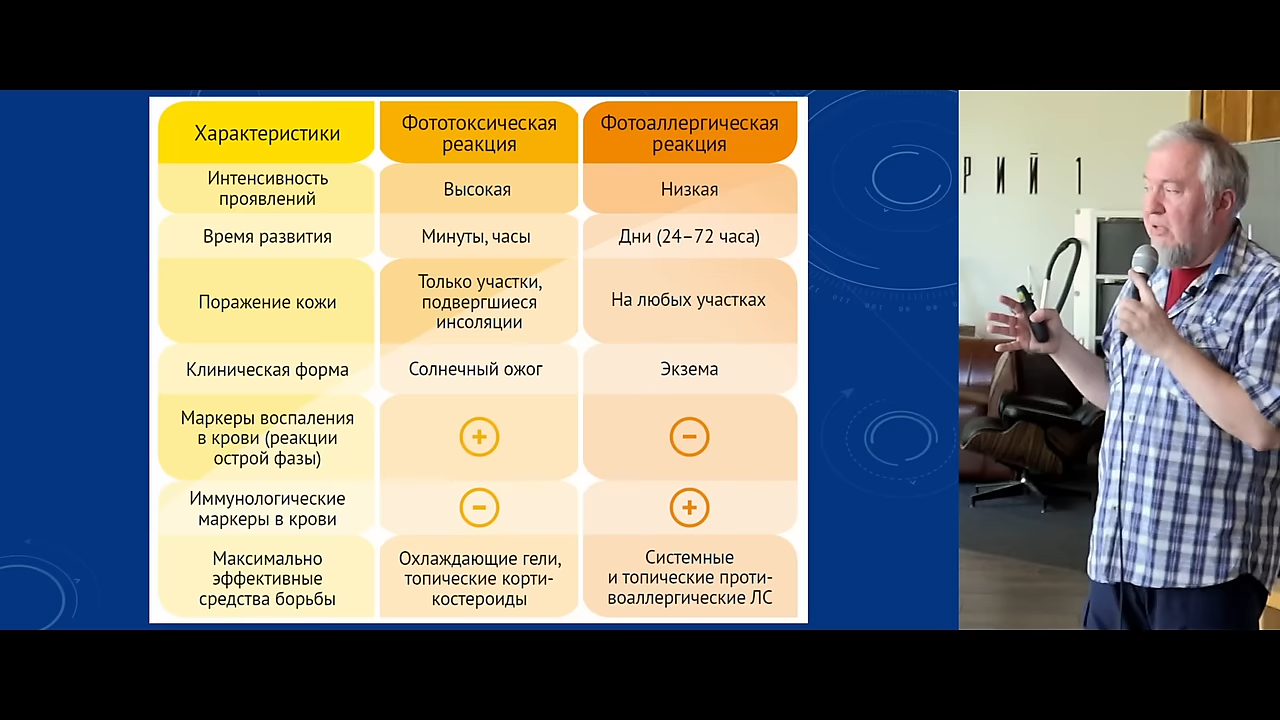 Характеристики
Фототоксическая
реакция
Фотоаллергическая
реакция
Интенсивность
проявлений
Высокая
Низкая
Время развития
Минуты, часы
Дни (24–72 часа)
Поражение кожи
Только участки,
подвергшиеся
инсоляции
На любых участках
Клиническая форма
Солнечный ожог
Экзема
Маркеры воспаления
в крови (реакции
острой фазы)
+
−
Иммунологические
маркеры в крови
−
+
Максимально
эффективные
средства борьбы
Охлаждающие гели,
топические корти-
костероиды
Системные
и топические проти-
воаллергические ЛС
РИЙ 1